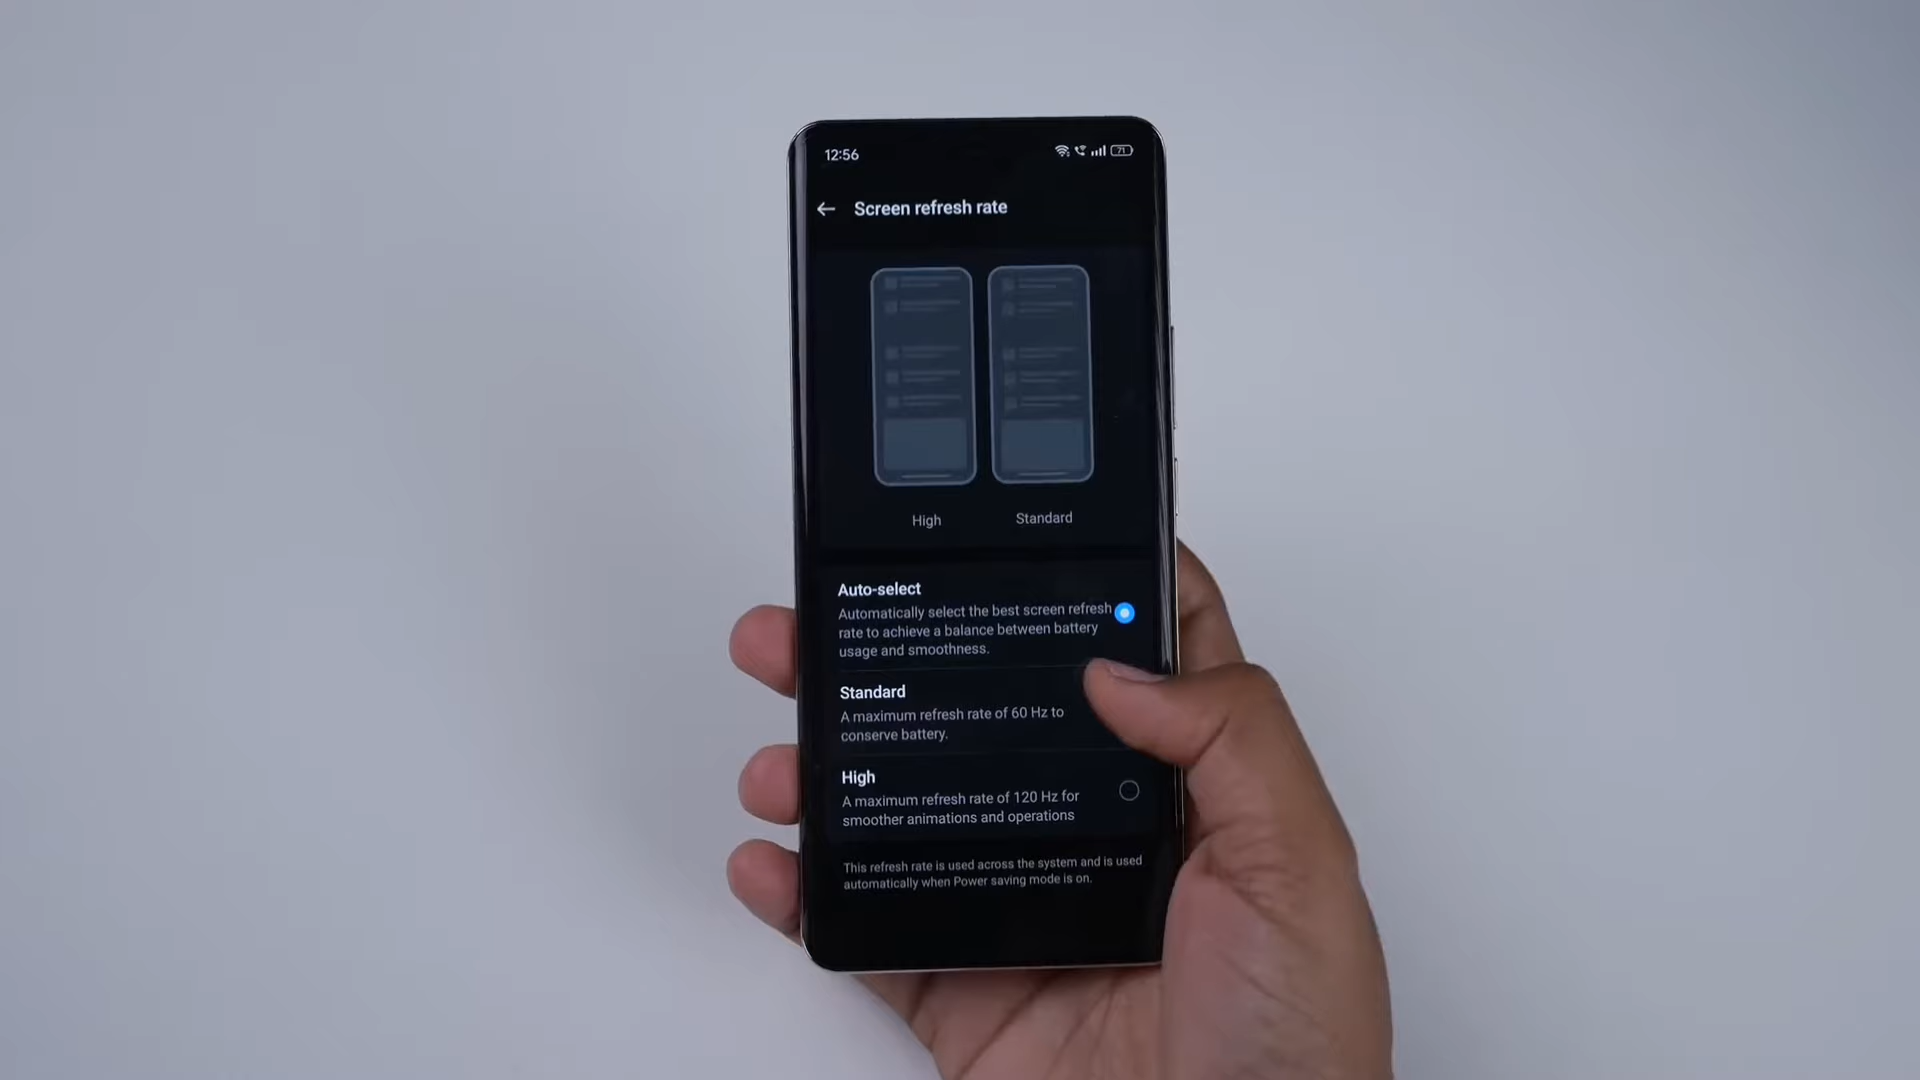 12:56
71
Screen refresh rate
High
Standard
Auto-select
Automatically select the best screen refresh
rate to achieve a balance between battery
usage and smoothness.
Standard
A maximum refresh rate of 60 Hz to
conserve battery.
High
A maximum refresh rate of 120 Hz for
smoother animations and operations
This refresh rate is used across the system and is used
automatically when Power saving mode is on.